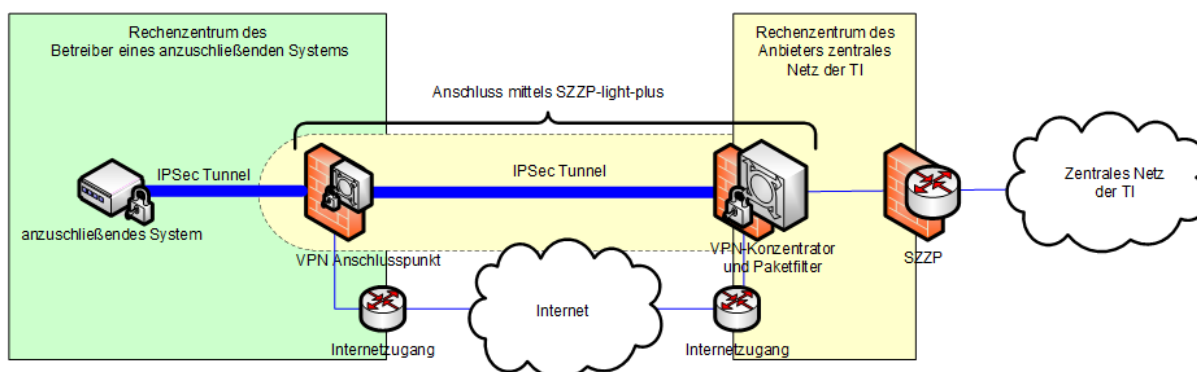 Rechenzentrum des
Betreiber eines anzuschließenden Systems
Rechenzentrum des
Anbieters zentrales
Netz der TI
Anschluss mittels SZZP-light-plus
IPSec Tunnel
IPSec Tunnel
Zentrales Netz
der TI
anzuschließendes System
VPN Anschlusspunkt
VPN-Konzentrator
und Paketfilter
SZZP
Internet
Internetzugang
Internetzugang